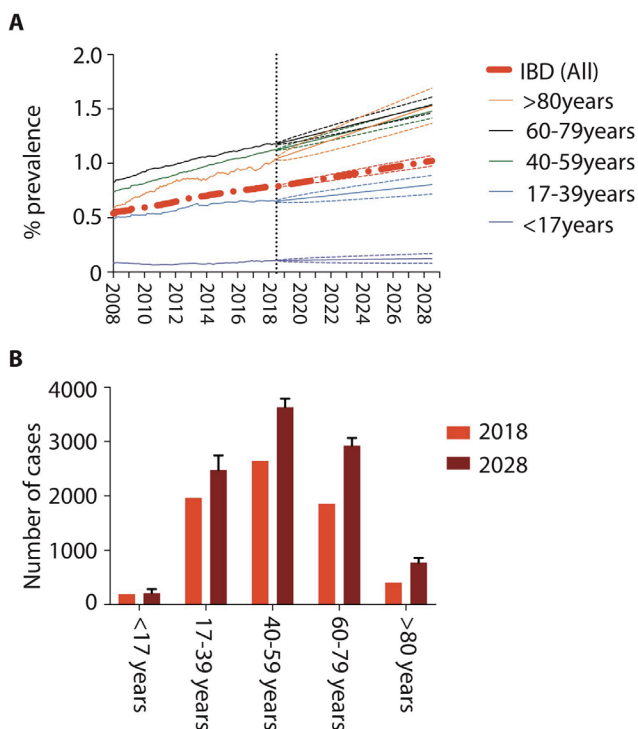 A
% prevalence
2.0
1.5
1.0
0.5
0
2008
2010
2012
2014
2016
2018
2020
2022
2024
2026
2028
IBD (All)
>80years
60-79years
40-59years
17-39years
<17years
B
Number of cases
4000
3000
2000
1000
0
<17 years
17-39 years
40-59 years
60-79 years
>80 years
2018
2028